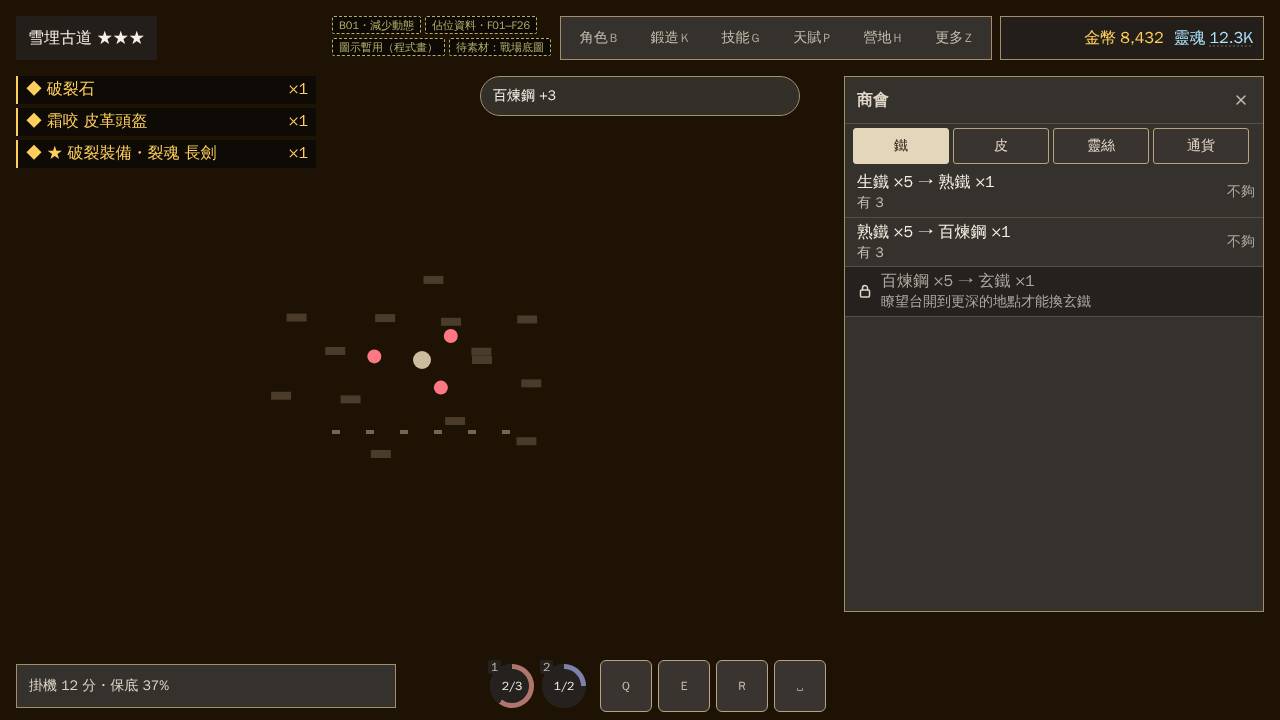 雪埋古道 ★★★
B01・減少動態
佔位資料・F01–F26
圖示暫用（程式畫）
待素材：戰場底圖
角色B 鍛造K 技能G 天賦P 營地H 更多Z
金幣 8,432 靈魂 12.3K
◆ 破裂石 ×1
◆ 霜咬 皮革頭盔 ×1
◆ ★ 破裂裝備・裂魂 長劍 ×1
百煉鋼 +3
商會 ×
鐵 皮 靈絲 通貨
生鐵 ×5 → 熟鐵 ×1
有 3
不夠
熟鐵 ×5 → 百煉鋼 ×1
有 3
不夠
百煉鋼 ×5 → 玄鐵 ×1
瞭望台開到更深的地點才能換玄鐵
掛機 12 分・保底 37%
1 2/3
2 1/2
Q E R ⎵